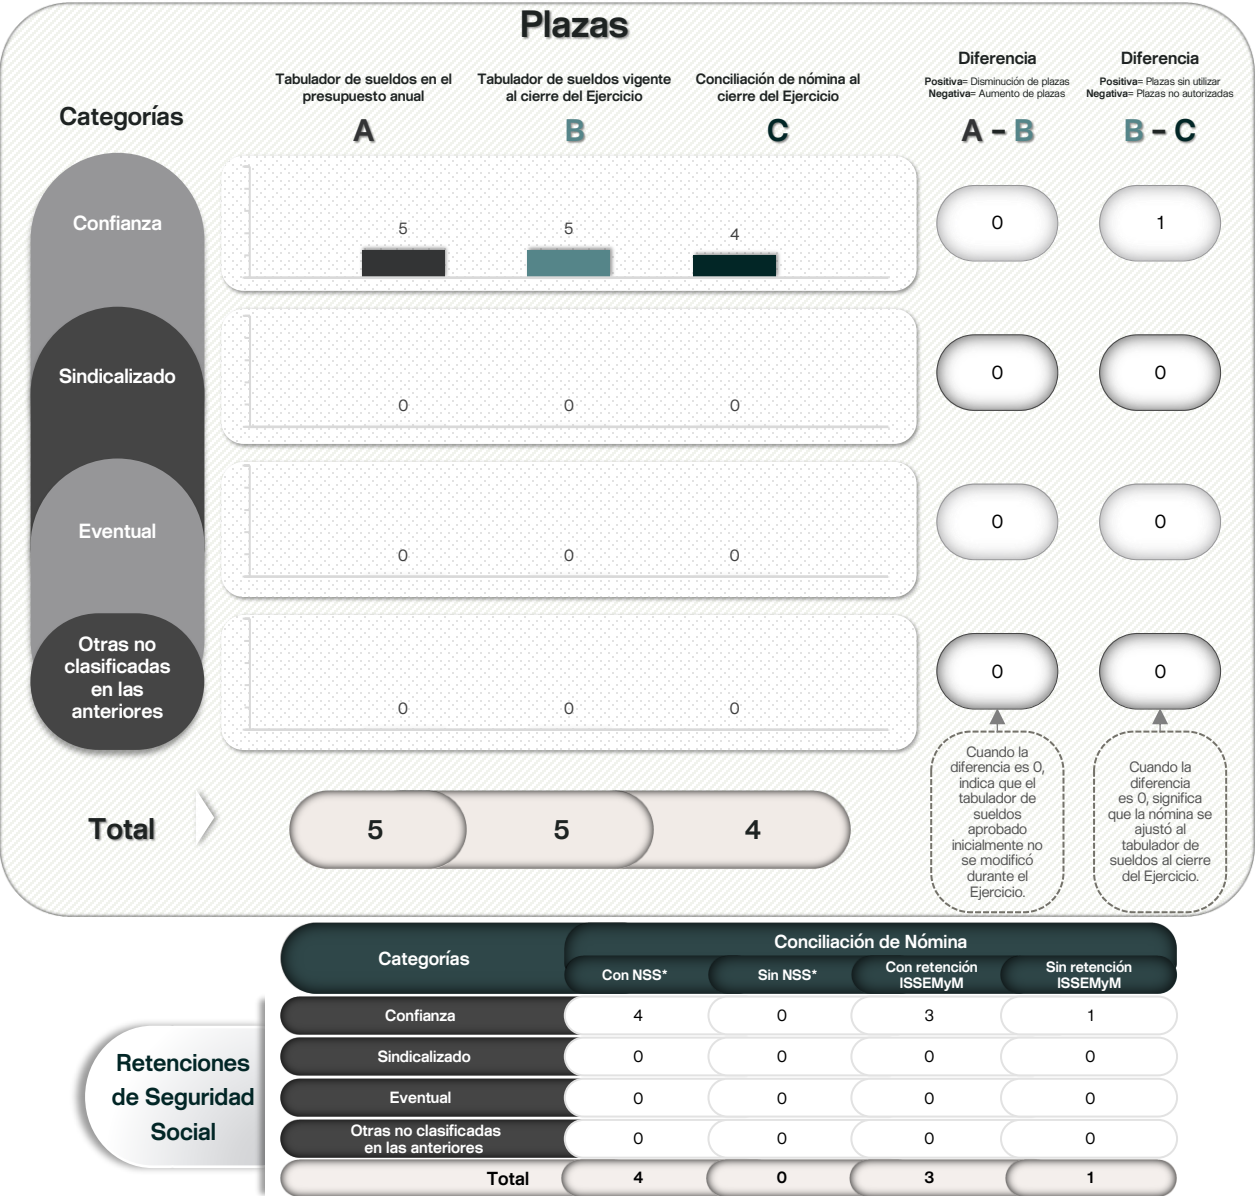 Plazas
Categorías
Tabulador de sueldos en el
presupuesto anual
A
Tabulador de sueldos vigente
al cierre del Ejercicio
B
Conciliación de nómina al
cierre del Ejercicio
C
Diferencia
Positiva= Disminución de plazas
Negativa= Aumento de plazas
A – B
Diferencia
Positiva= Plazas sin utilizar
Negativa= Plazas no autorizadas
B – C
Confianza
5 5 4 0 1
Sindicalizado
0 0 0 0 0
Eventual
0 0 0 0 0
Otras no
clasificadas
en las
anteriores
0 0 0 0 0
Cuando la
diferencia es 0,
indica que el
tabulador de
sueldos
aprobado
inicialmente no
se modificó
durante el
Ejercicio.
Cuando la
diferencia
es 0, significa
que la nómina se
ajustó al
tabulador de
sueldos al cierre
del Ejercicio.
Total 5 5 4
Retenciones
de Seguridad
Social
Categorías
Conciliación de Nómina
Con NSS*
Sin NSS*
Con retención
ISSEMyM
Sin retención
ISSEMyM
Confianza 4 0 3 1
Sindicalizado 0 0 0 0
Eventual 0 0 0 0
Otras no clasificadas
en las anteriores
0 0 0 0
Total 4 0 3 1